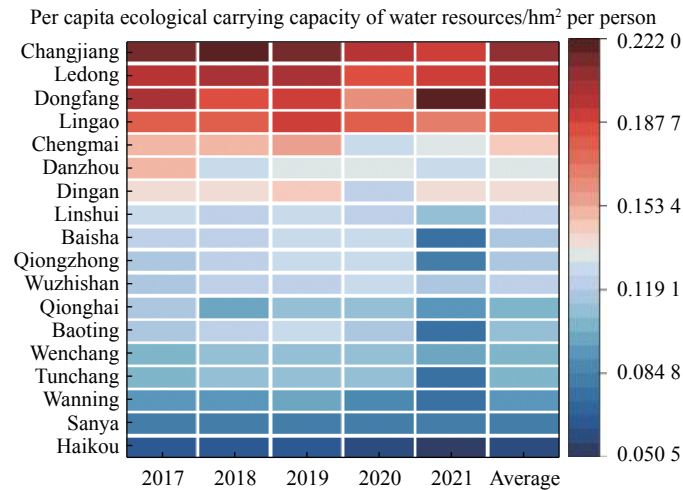 Per capita ecological carrying capacity of water resources/hm² per person
Changjiang
Ledong
Dongfang
Lingao
Chengmai
Danzhou
Dingan
Linshui
Baisha
Qiongzhong
Wuzhishan
Qionghai
Baoting
Wenchang
Tunchang
Wanning
Sanya
Haikou
2017 2018 2019 2020 2021 Average
0.222 0
0.187 7
0.153 4
0.119 1
0.084 8
0.050 5